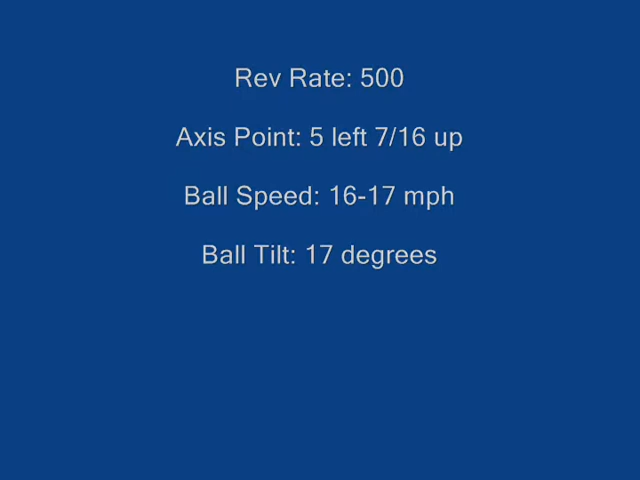 Rev Rate: 500
Axis Point: 5 left 7/16 up
Ball Speed: 16-17 mph
Ball Tilt: 17 degrees